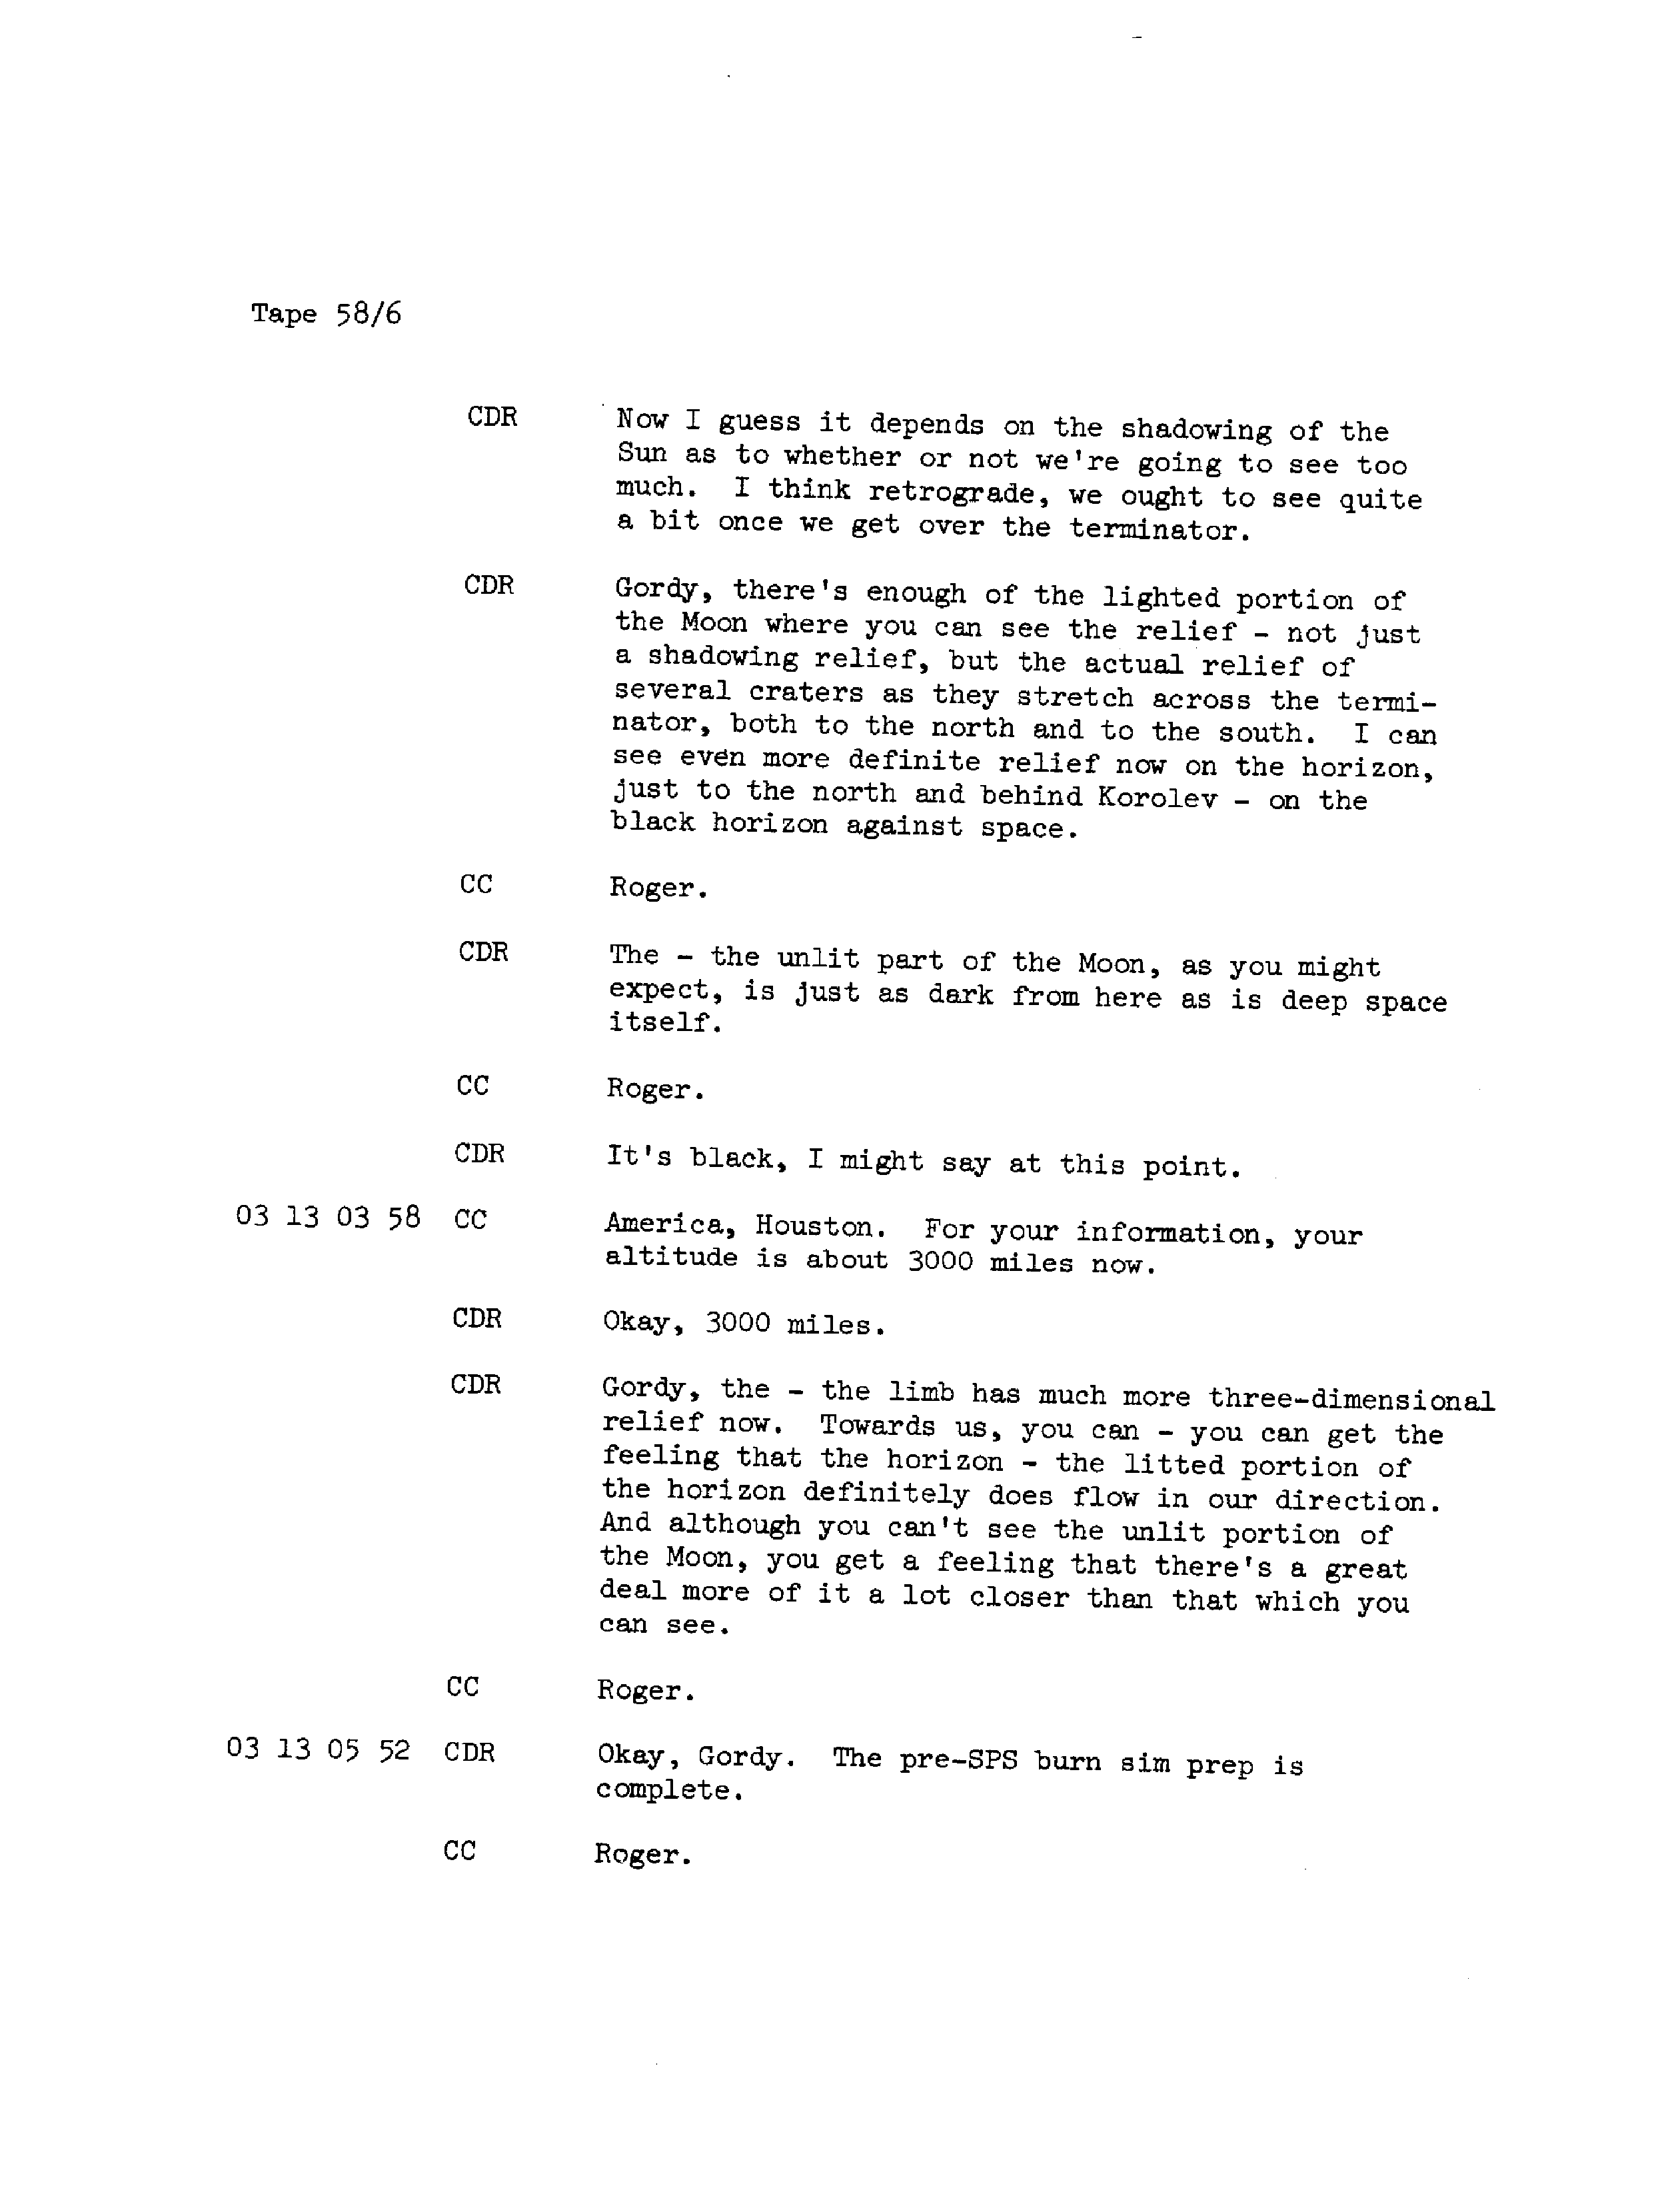 Tape 58/6
CDR Now I guess it depends on the shadowing of the
Sun as to whether or not we're going to see too
much. I think retrograde, we ought to see quite
a bit once we get over the terminator.
CDR Gordy, there's enough of the lighted portion of
the Moon where you can see the relief - not just
a shadowing relief, but the actual relief of
several craters as they stretch across the termi-
nator, both to the north and to the south. I can
see even more definite relief now on the horizon,
just to the north and behind Korolev - on the
black horizon against space.
CC Roger.
CDR The - the unlit part of the Moon, as you might
expect, is just as dark from here as is deep space
itself.
CC Roger.
CDR It's black, I might say at this point.
03 13 03 58 CC America, Houston. For your information, your
altitude is about 3000 miles now.
CDR Okay, 3000 miles.
CDR Gordy, the - the limb has much more three-dimensional
relief now. Towards us, you can - you can get the
feeling that the horizon - the litted portion of
the horizon definitely does flow in our direction.
And although you can't see the unlit portion of
the Moon, you get a feeling that there's a great
deal more of it a lot closer than that which you
can see.
CC Roger.
03 13 05 52 CDR Okay, Gordy. The pre-SPS burn sim prep is
complete.
CC Roger.